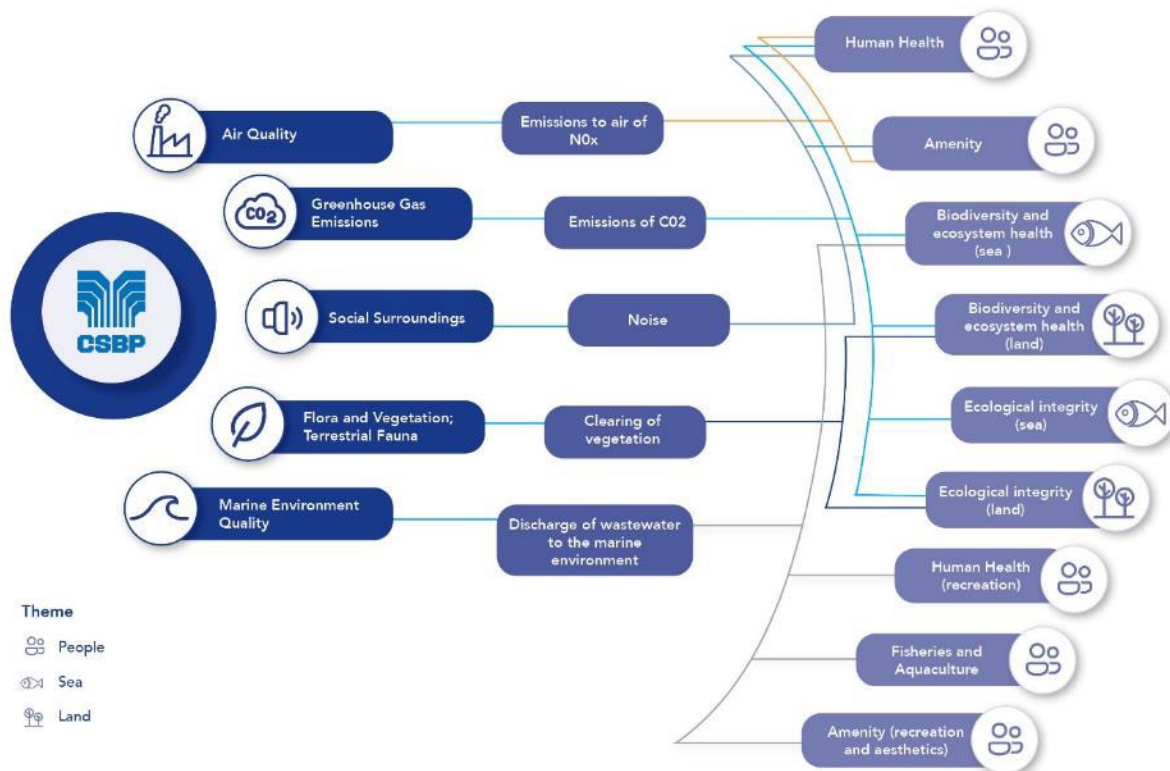 Human Health
Air Quality
Emissions to air of
N0x
Amenity
CO₂
Greenhouse Gas
Emissions
Emissions of C02
Biodiversity and
ecosystem health
(sea )
CSBP
Social Surroundings
Noise
Biodiversity and
ecosystem health
(land)
Flora and Vegetation;
Terrestrial Fauna
Clearing of
vegetation
Ecological integrity
(sea)
Marine Environment
Quality
Discharge of wastewater
to the marine
environment
Ecological integrity
(land)
Human Health
(recreation)
Fisheries and
Aquaculture
Amenity (recreation
and aesthetics)
Theme
People
Sea
Land